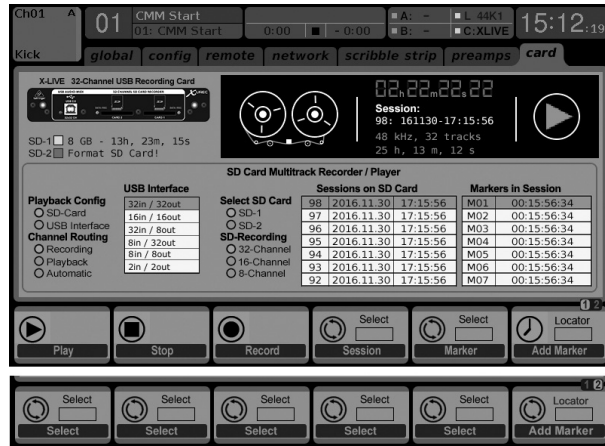 Ch01 A
01 CMM Start
01: CMM Start
0:00 - 0:00
A: -
B: -
L 44K1
C:XLIVE
15:12:19
Kick
global config remote network scribble strip preamps card
X-LIVE 32-Channel USB Recording Card
SD-1 8 GB - 13h, 23m, 15s
SD-2 Format SD Card!
02h22m22s22
Session:
98: 161130-17:15:56
48 kHz, 32 tracks
25 h, 13 m, 12 s
SD Card Multitrack Recorder / Player
Playback Config
SD-Card
USB Interface
Channel Routing
Recording
Playback
Automatic
USB Interface
32in / 32out
16in / 16out
32in / 8out
8in / 32out
8in / 8out
2in / 2out
Select SD Card
SD-1
SD-2
SD-Recording
32-Channel
16-Channel
8-Channel
Sessions on SD Card
98 2016.11.30 17:15:56
97 2016.11.30 17:15:56
96 2016.11.30 17:15:56
95 2016.11.30 17:15:56
94 2016.11.30 17:15:56
93 2016.11.30 17:15:56
92 2016.11.30 17:15:56
Markers in Session
M01 00:15:56:34
M02 00:15:56:34
M03 00:15:56:34
M04 00:15:56:34
M05 00:15:56:34
M06 00:15:56:34
M07 00:15:56:34
1 2
Play
Stop
Record
Select
Session
Select
Marker
Locator
Add Marker
1 2
Select
Select
Select
Select
Select
Select
Select
Select
Select
Select
Locator
Add Marker